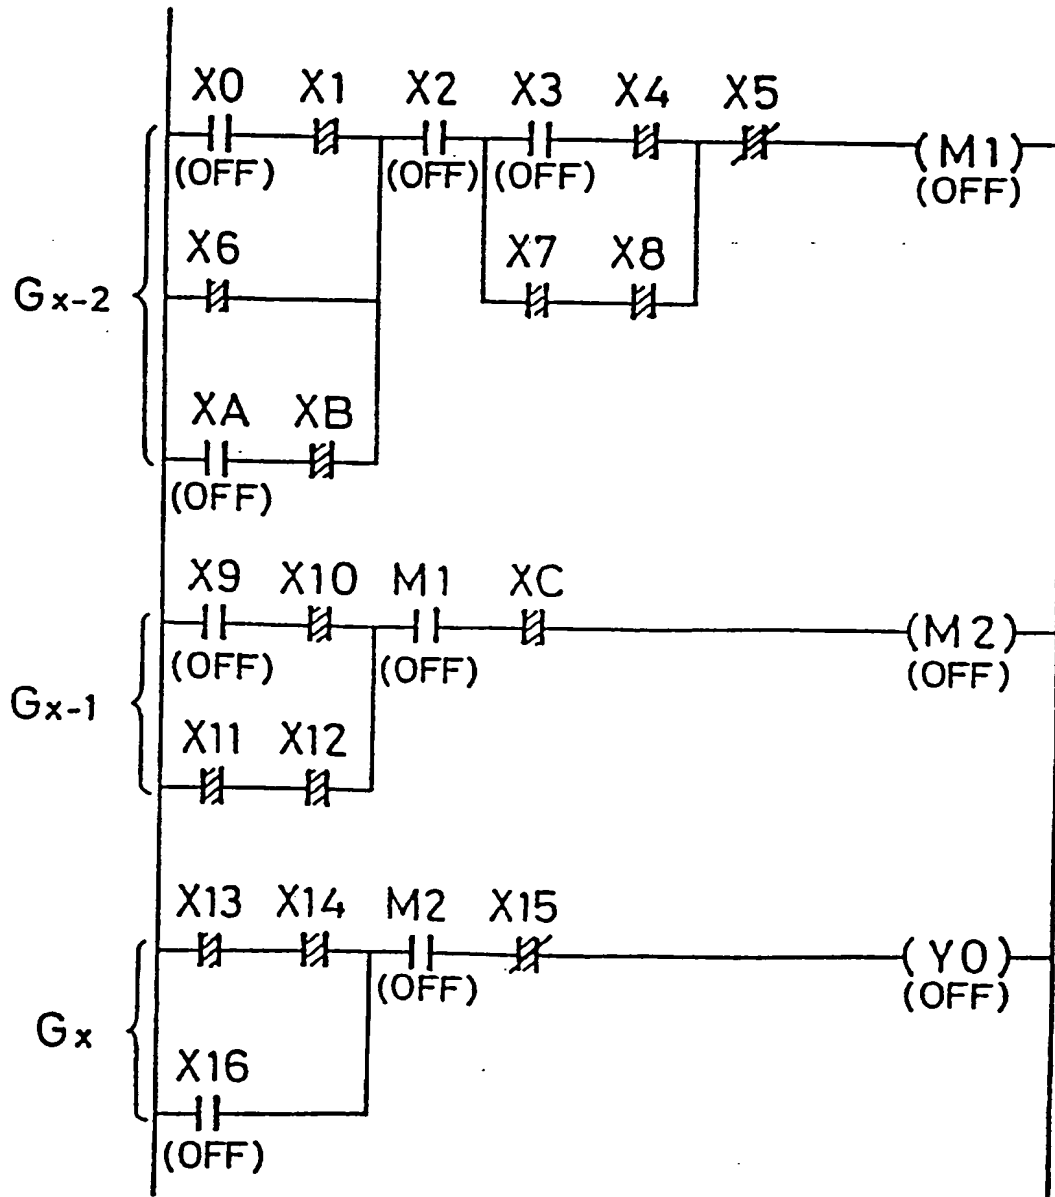 X0 X1 X2 X3 X4 X5
(OFF) (OFF) (OFF) (M1)
(OFF)
X6 X7 X8
Gx-2
XA XB
(OFF)
X9 X10 M1 XC
(M2)
(OFF) (OFF) (OFF)
Gx-1
X11 X12
X13 X14 M2 X15
(Y0)
(OFF) (OFF)
Gx
X16
(OFF)